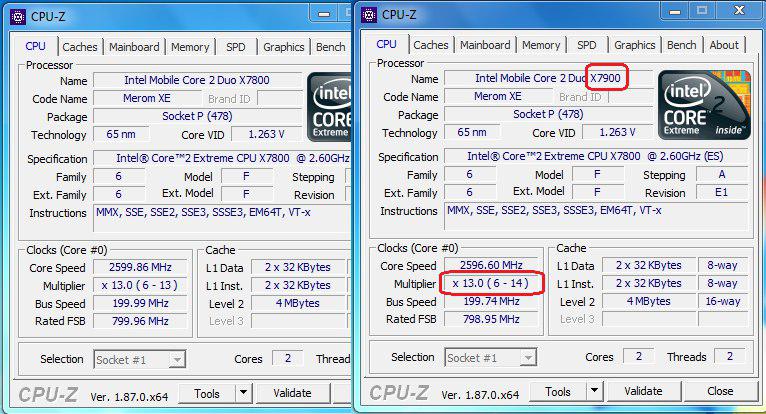 CPU-Z
CPU Caches Mainboard Memory SPD Graphics Bench
Processor
Name Intel Mobile Core 2 Duo X7800
Code Name Merom XE Brand ID
Package Socket P (478)
Technology 65 nm Core VID 1.263 V
intel
CORE
Extreme
Specification Intel® Core™2 Extreme CPU X7800 @ 2.60GHz (ES)
Family 6 Model F Stepping
Ext. Family 6 Ext. Model F Revision
Instructions MMX, SSE, SSE2, SSE3, SSSE3, EM64T, VT-x
Clocks (Core #0)
Core Speed 2599.86 MHz
Multiplier x 13.0 ( 6 - 13 )
Bus Speed 199.99 MHz
Rated FSB 799.96 MHz
Cache
L1 Data 2 x 32 KBytes
L1 Inst. 2 x 32 KBytes
Level 2 4 MBytes
Level 3
Selection Socket #1 Cores 2 Threads
CPU-Z Ver. 1.87.0.x64 Tools Validate
CPU-Z
CPU Caches Mainboard Memory SPD Graphics Bench About
Processor
Name Intel Mobile Core 2 Duo X7900
Code Name Merom XE Brand ID
Package Socket P (478)
Technology 65 nm Core VID 1.263 V
intel
CORE 2
Extreme inside™
Specification Intel® Core™2 Extreme CPU X7800 @ 2.60GHz (ES)
Family 6 Model F Stepping A
Ext. Family 6 Ext. Model F Revision E1
Instructions MMX, SSE, SSE2, SSE3, SSSE3, EM64T, VT-x
Clocks (Core #0)
Core Speed 2596.60 MHz
Multiplier x 13.0 ( 6 - 14 )
Bus Speed 199.74 MHz
Rated FSB 798.95 MHz
Cache
L1 Data 2 x 32 KBytes 8-way
L1 Inst. 2 x 32 KBytes 8-way
Level 2 4 MBytes 16-way
Level 3
Selection Socket #1 Cores 2 Threads 2
CPU-Z Ver. 1.87.0.x64 Tools Validate Close